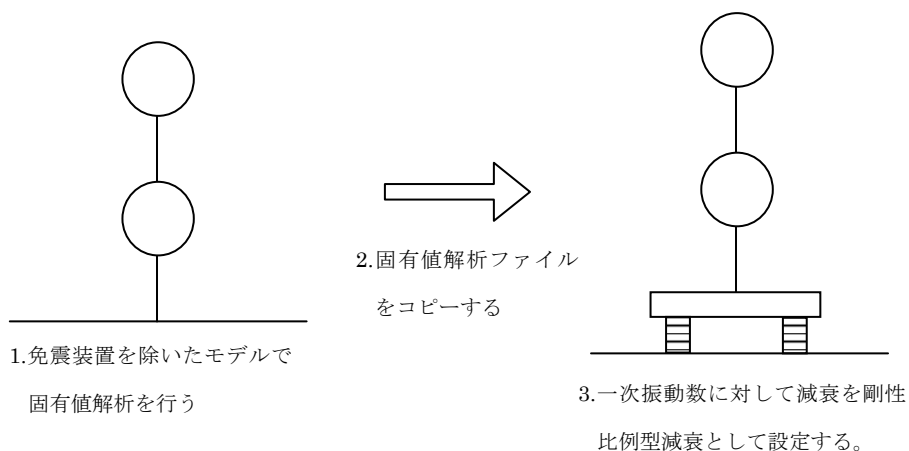 1.免震装置を除いたモデルで
固有値解析を行う
2.固有値解析ファイル
をコピーする
3.一次振動数に対して減衰を剛性
比例型減衰として設定する。